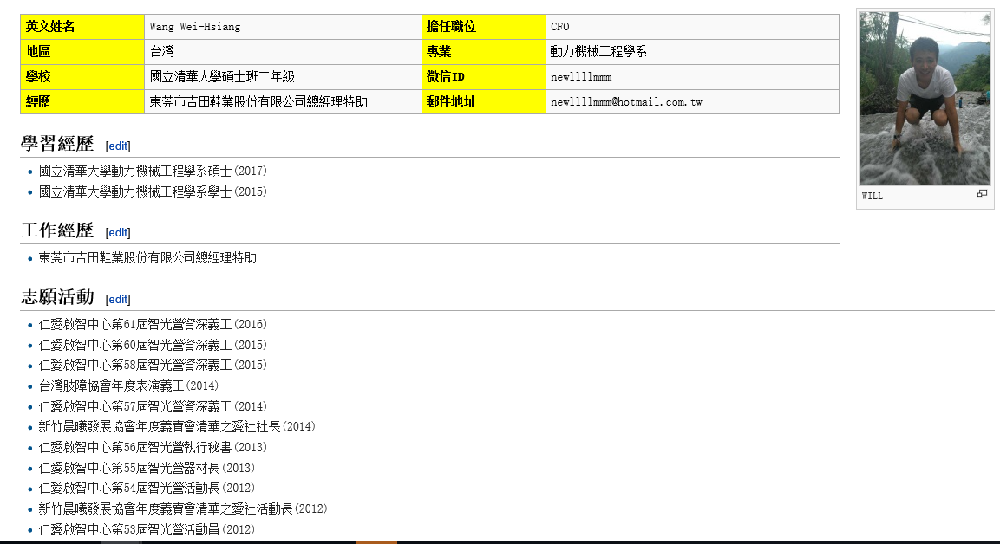 英文姓名 Wang Wei-Hsiang 擔任職位 CFO
地區 台灣 專業 動力機械工程學系
學校 國立清華大學碩士班二年級 微信ID newllllmmm
經歷 東莞市吉田鞋業股份有限公司總經理特助 郵件地址 newllllmmm@hotmail.com.tw
WILL
學習經歷 [edit]
國立清華大學動力機械工程學系碩士(2017)
國立清華大學動力機械工程學系學士(2015)
工作經歷 [edit]
東莞市吉田鞋業股份有限公司總經理特助
志願活動 [edit]
仁愛啟智中心第61屆智光營資深義工(2016)
仁愛啟智中心第60屆智光營資深義工(2015)
仁愛啟智中心第58屆智光營資深義工(2015)
台灣肢障協會年度表演義工(2014)
仁愛啟智中心第57屆智光營資深義工(2014)
新竹晨曦發展協會年度義賣會清華之愛社社長(2014)
仁愛啟智中心第56屆智光營執行秘書(2013)
仁愛啟智中心第55屆智光營器材長(2013)
仁愛啟智中心第54屆智光營活動長(2012)
新竹晨曦發展協會年度義賣會清華之愛社活動長(2012)
仁愛啟智中心第53屆智光營活動員(2012)